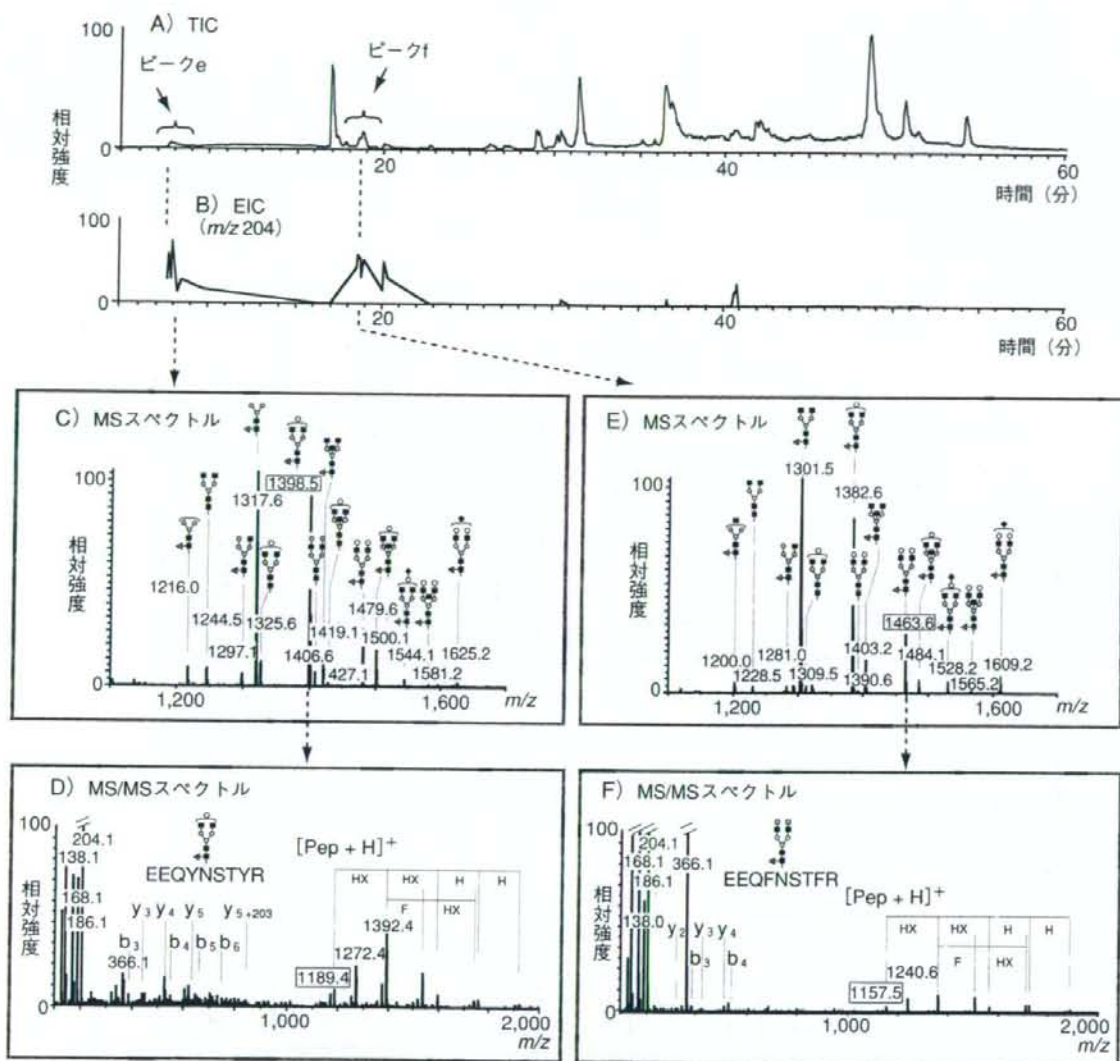 A) TIC
100
ピークe
ピークf
相対強度
0
20
40
60
時間（分）
B) EIC
(m/z 204)
100
0
20
40
60
時間（分）
C) MSスペクトル
100
相対強度
0
1216.0
1244.5
1297.1
1317.6
1325.6
1398.5
1406.6
1419.1
427.1
1479.6
1500.1
1544.1
1581.2
1625.2
1,200
1,600
m/z
E) MSスペクトル
100
相対強度
0
1200.0
1228.5
1281.0
1301.5
1309.5
1382.6
1390.6
1403.2
1463.6
1484.1
1528.2
1565.2
1609.2
1,200
1,600
m/z
D) MS/MSスペクトル
100
相対強度
0
204.1
138.1
168.1
186.1
EEQYNSTYR
y3 y4 y5 y5+203
b3 b4 b5 b6
366.1
[Pep + H]+
HX HX H H
F HX
1392.4
1272.4
1189.4
1,000
2,000
m/z
F) MS/MSスペクトル
100
相対強度
0
204.1
168.1
186.1
138.0
366.1
EEQFNSTFR
y2 y3 y4
b3 b4
[Pep + H]+
HX HX H H
F HX
1240.6
1157.5
1,000
2,000
m/z